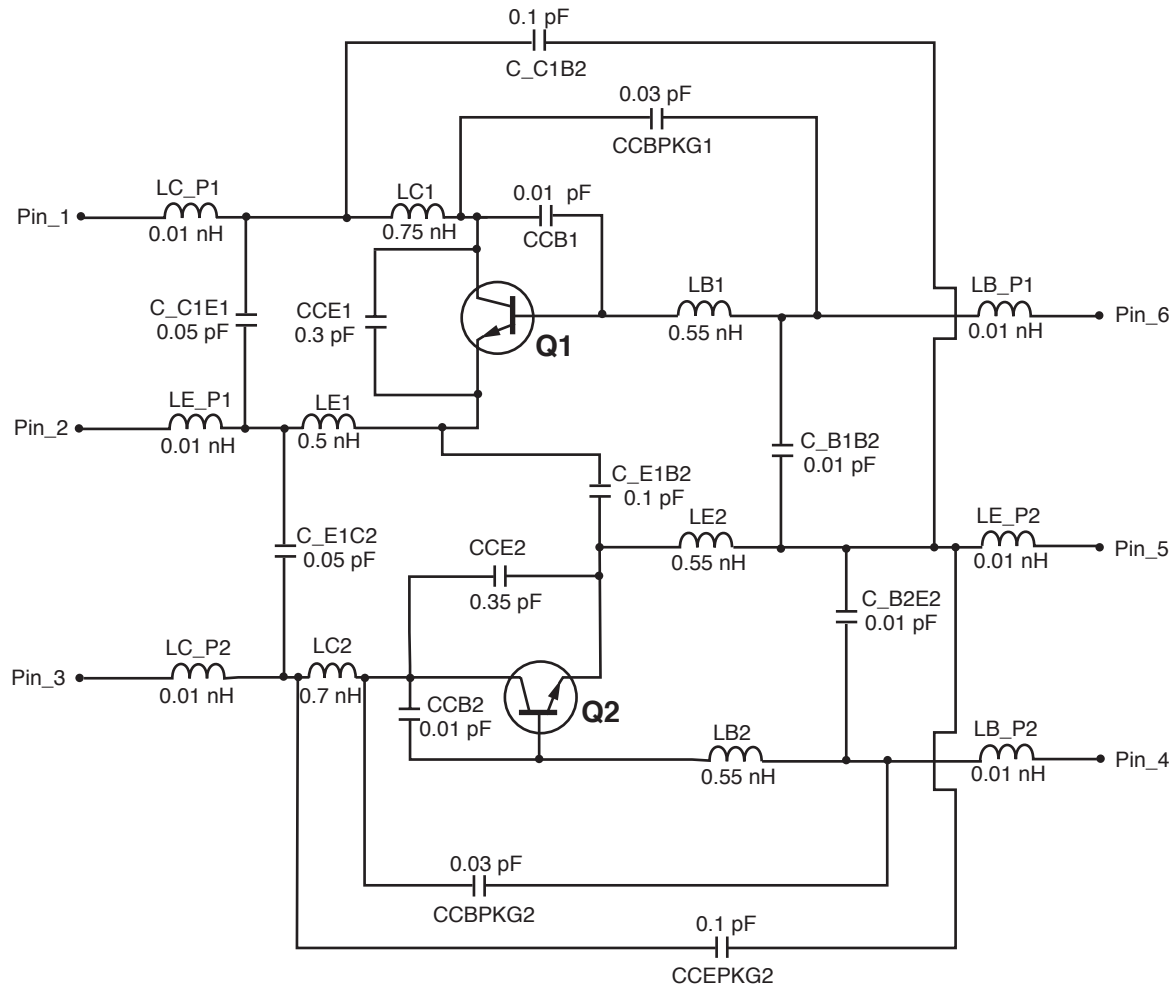 0.1 pF
C_C1B2
0.03 pF
CCBPKG1
LC_P1
0.01 nH
LC1
0.75 nH
0.01 pF
CCB1
Pin_1
LB1
0.55 nH
LB_P1
0.01 nH
Pin_6
C_C1E1
0.05 pF
CCE1
0.3 pF
Q1
LE_P1
0.01 nH
LE1
0.5 nH
Pin_2
C_B1B2
0.01 pF
C_E1B2
0.1 pF
LE2
0.55 nH
LE_P2
0.01 nH
Pin_5
C_E1C2
0.05 pF
CCE2
0.35 pF
C_B2E2
0.01 pF
LC_P2
0.01 nH
LC2
0.7 nH
Pin_3
CCB2
0.01 pF
Q2
LB2
0.55 nH
LB_P2
0.01 nH
Pin_4
0.03 pF
CCBPKG2
0.1 pF
CCEPKG2